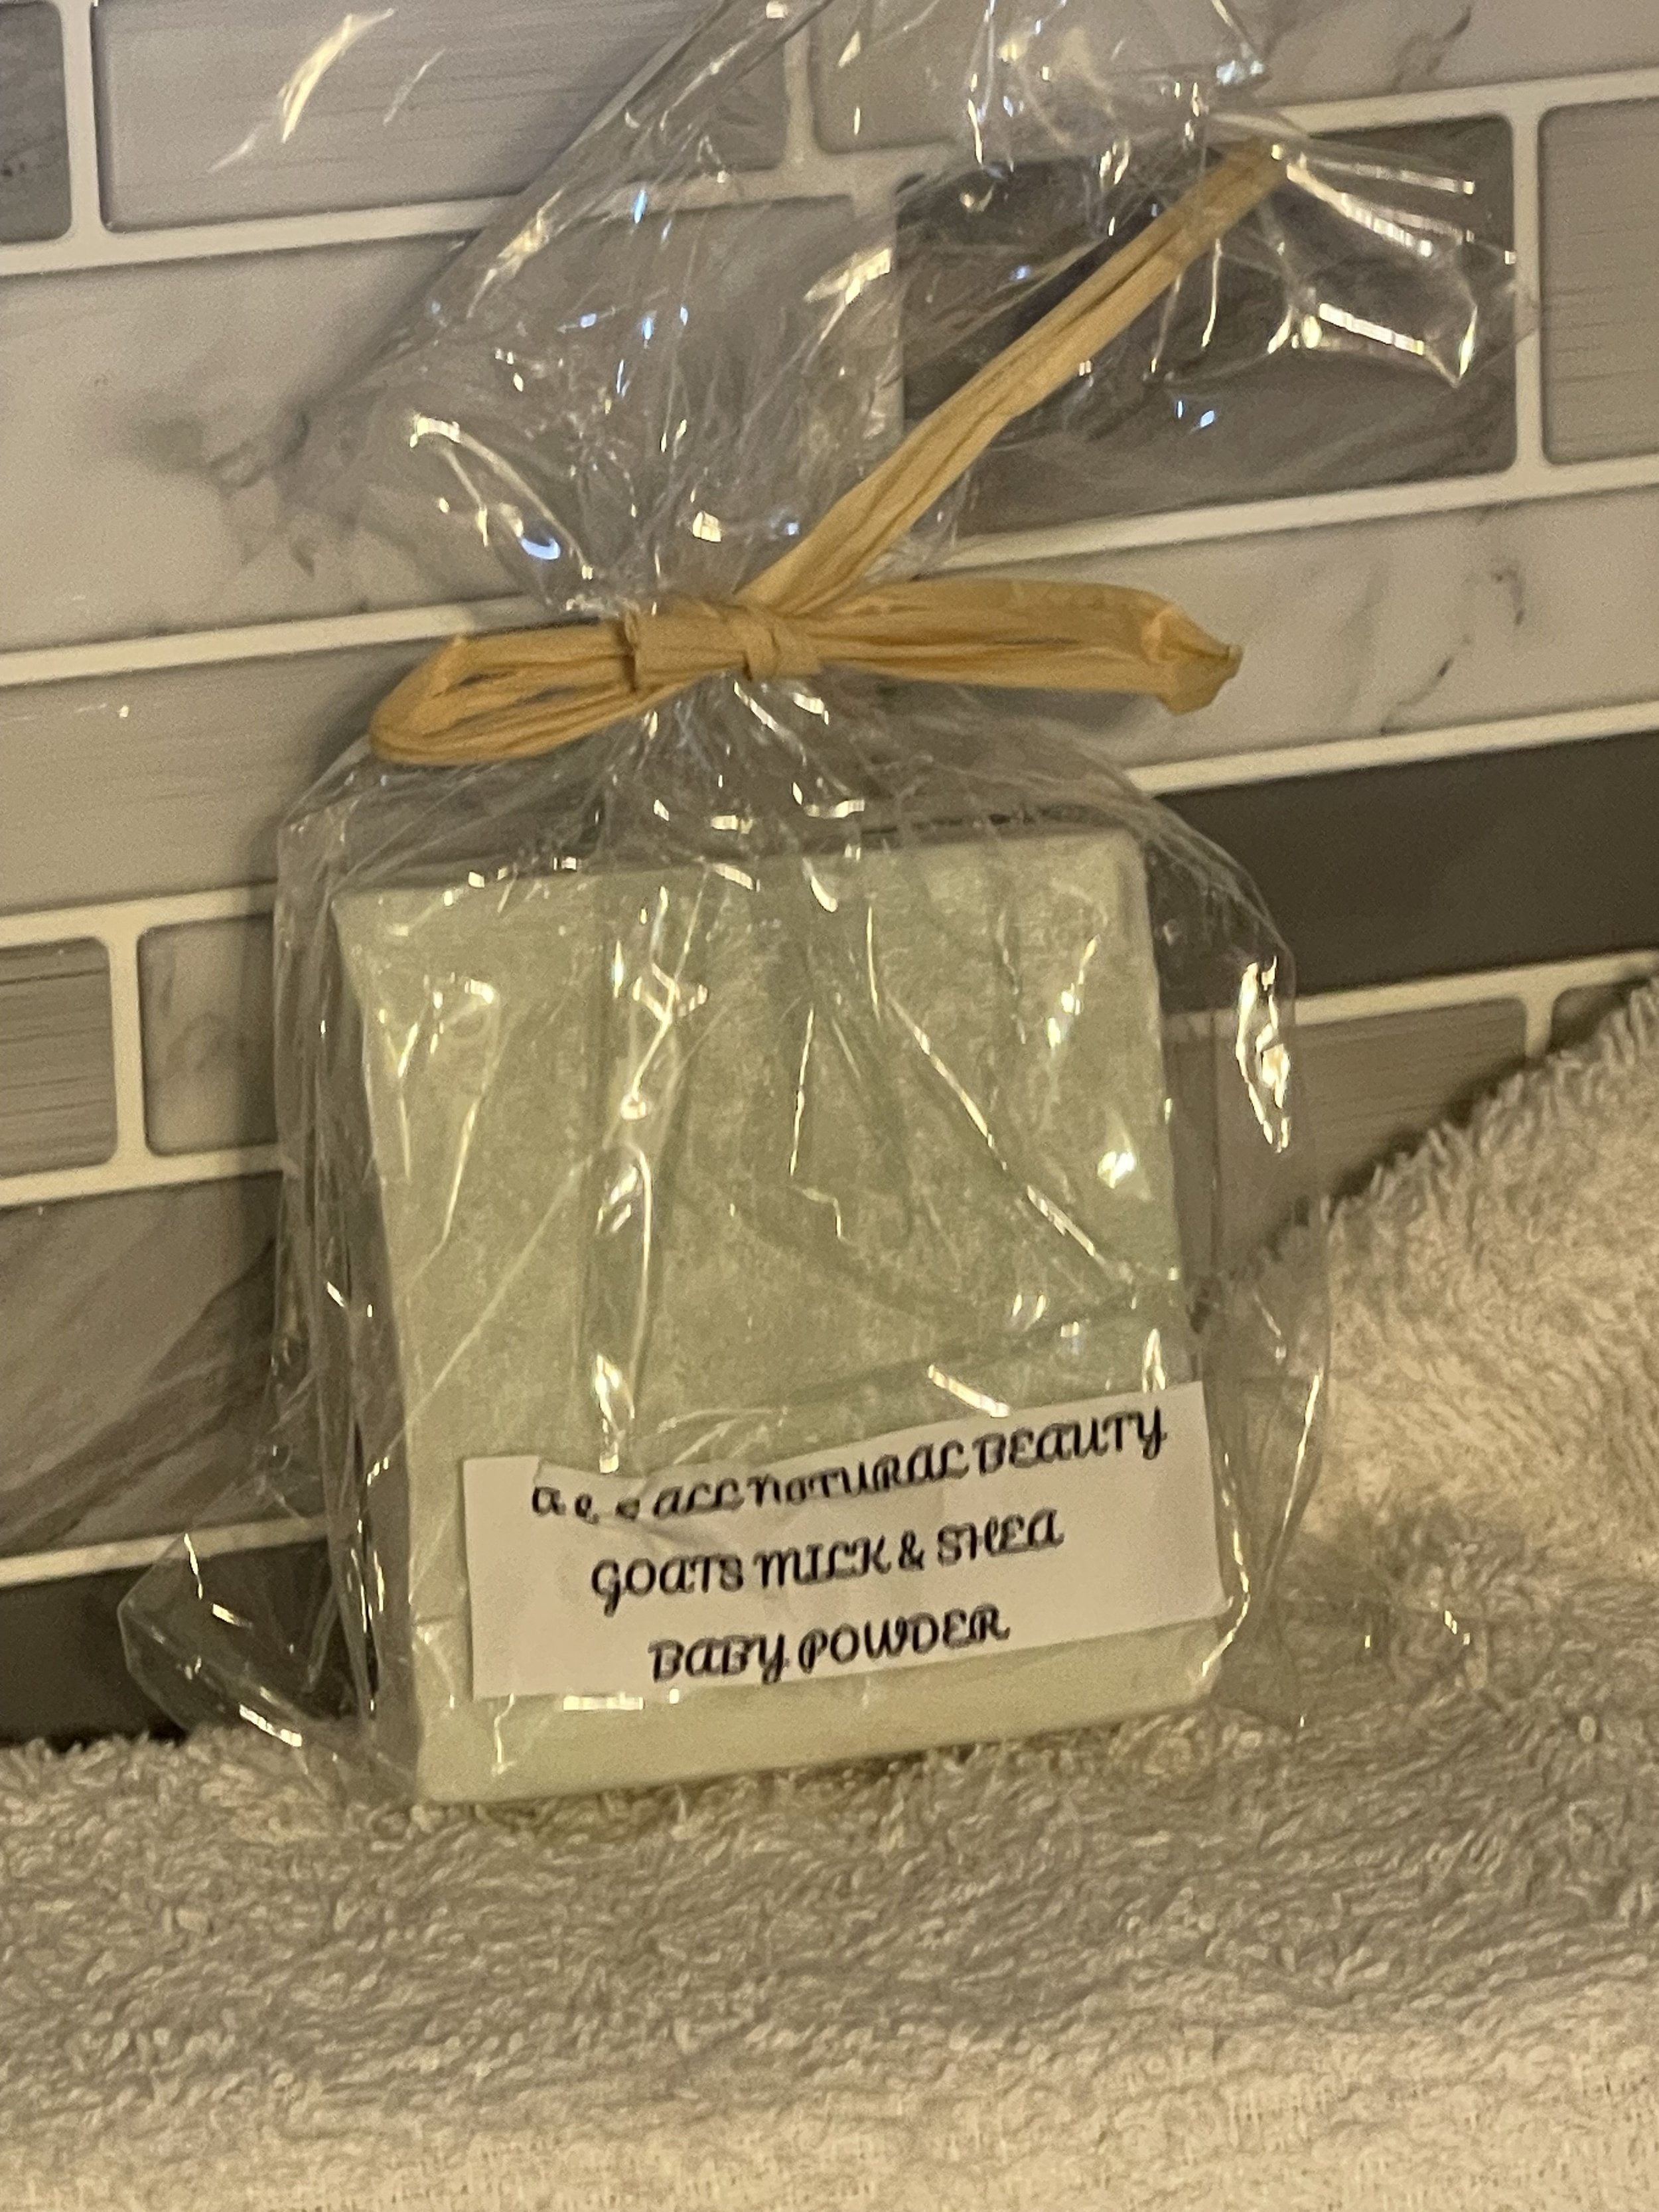 ALL NATURAL BEAUTY
GOATS MILK & SHEA
BABY POWDER